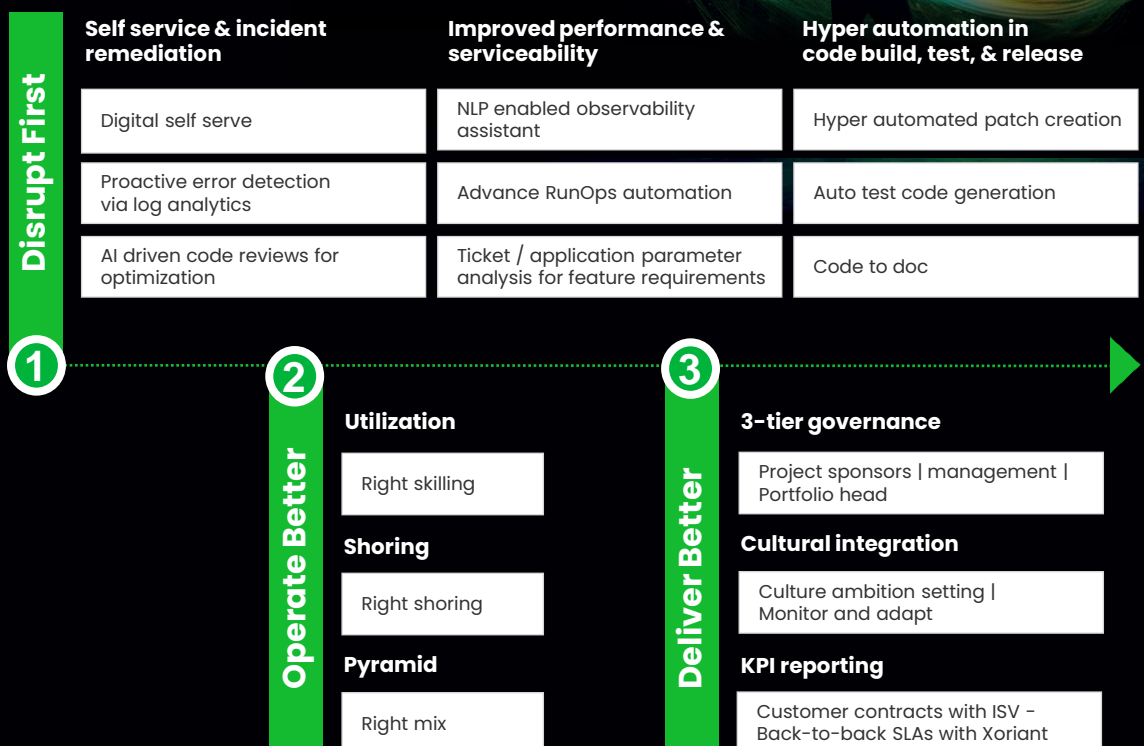 Disrupt First
Self service & incident
remediation
Digital self serve
Proactive error detection
via log analytics
AI driven code reviews for
optimization
Improved performance &
serviceability
NLP enabled observability
assistant
Advance RunOps automation
Ticket / application parameter
analysis for feature requirements
Hyper automation in
code build, test, & release
Hyper automated patch creation
Auto test code generation
Code to doc
1
2
3
Operate Better
Utilization
Right skilling
Shoring
Right shoring
Pyramid
Right mix
Deliver Better
3-tier governance
Project sponsors | management |
Portfolio head
Cultural integration
Culture ambition setting |
Monitor and adapt
KPI reporting
Customer contracts with ISV -
Back-to-back SLAs with Xoriant